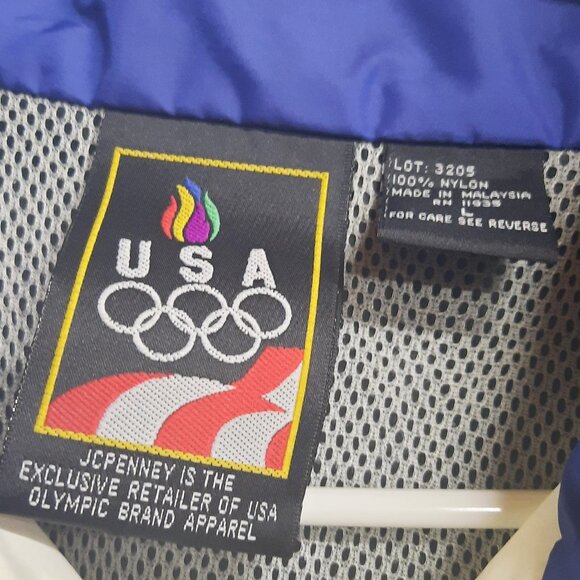 USA
JCPENNEY IS THE
EXCLUSIVE RETAILER OF USA
OLYMPIC BRAND APPAREL
LOT: 3205
100% NYLON
MADE IN MALAYSIA
RN 11939
L
FOR CARE SEE REVERSE